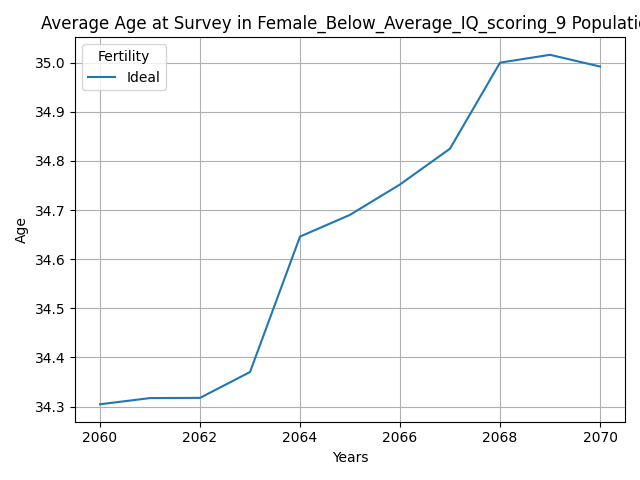 Average Age at Survey in Female_Below_Average_IQ_scoring_9 Populatio
Fertility
Ideal
35.0
34.9
34.8
34.7
34.6
34.5
34.4
34.3
Age
2060 2062 2064 2066 2068 2070
Years